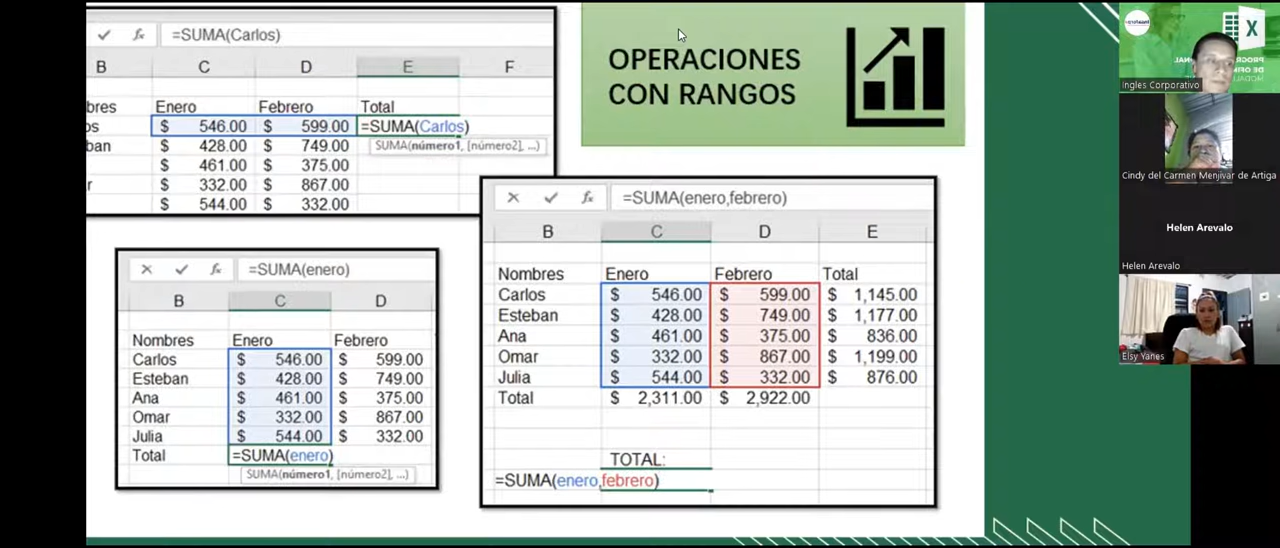 =SUMA(Carlos)
B C D E F
bres Enero Febrero Total
os $ 546.00 $ 599.00 =SUMA(Carlos)
ban $ 428.00 $ 749.00 SUMA(número1, [número2], ...)
$ 461.00 $ 375.00
r $ 332.00 $ 867.00
$ 544.00 $ 332.00
OPERACIONES
CON RANGOS
=SUMA(enero)
B C D
Nombres Enero Febrero
Carlos $ 546.00 $ 599.00
Esteban $ 428.00 $ 749.00
Ana $ 461.00 $ 375.00
Omar $ 332.00 $ 867.00
Julia $ 544.00 $ 332.00
Total =SUMA(enero)
SUMA(número1, [número2], ...)
=SUMA(enero,febrero)
B C D E
Nombres Enero Febrero Total
Carlos $ 546.00 $ 599.00 $ 1,145.00
Esteban $ 428.00 $ 749.00 $ 1,177.00
Ana $ 461.00 $ 375.00 $ 836.00
Omar $ 332.00 $ 867.00 $ 1,199.00
Julia $ 544.00 $ 332.00 $ 876.00
Total $ 2,311.00 $ 2,922.00
TOTAL:
=SUMA(enero,febrero)
X
Ingles Corporativo
Cindy del Carmen Menjivar de Artiga
Helen Arevalo
Helen Arevalo
Elsy Yanes